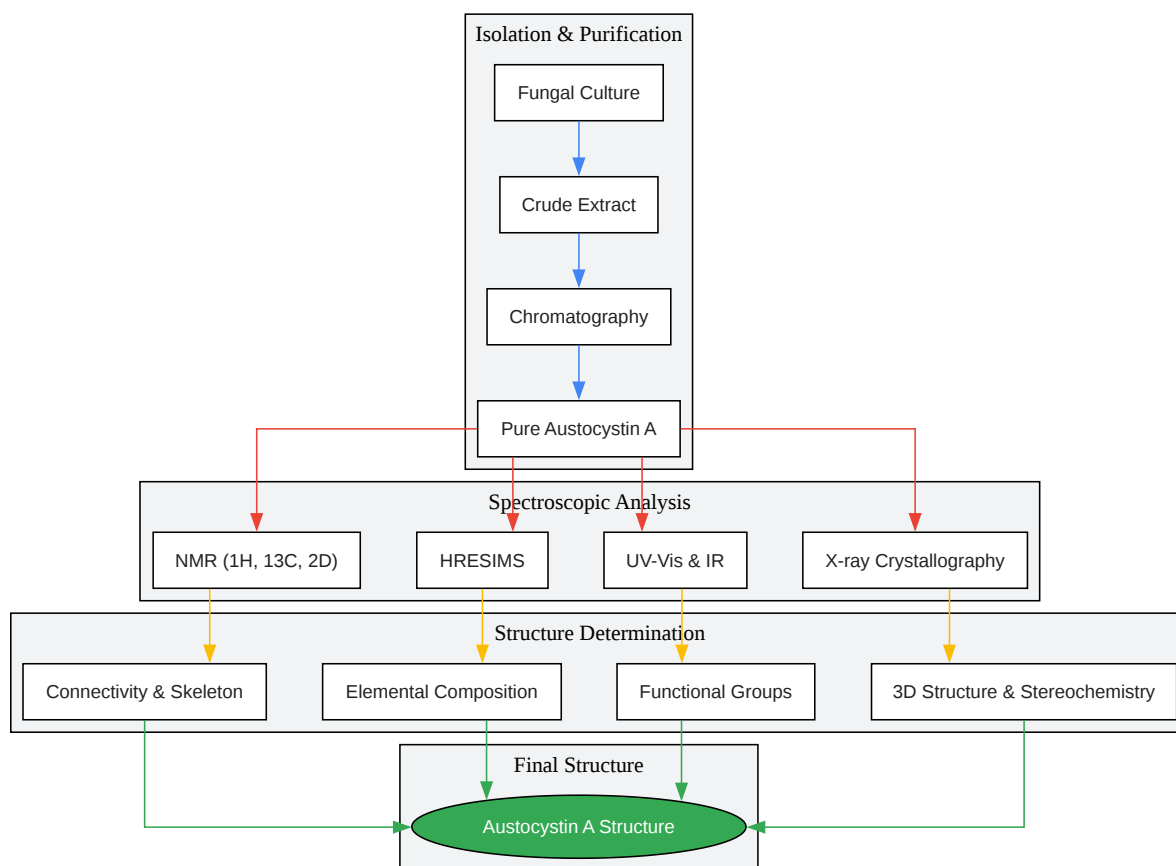 Isolation & Purification
Fungal Culture
Crude Extract
Chromatography
Pure Austocystin A
Spectroscopic Analysis
NMR (1H, 13C, 2D)
HRESIMS
UV-Vis & IR
X-ray Crystallography
Structure Determination
Connectivity & Skeleton
Elemental Composition
Functional Groups
3D Structure & Stereochemistry
Final Structure
Austocystin A Structure